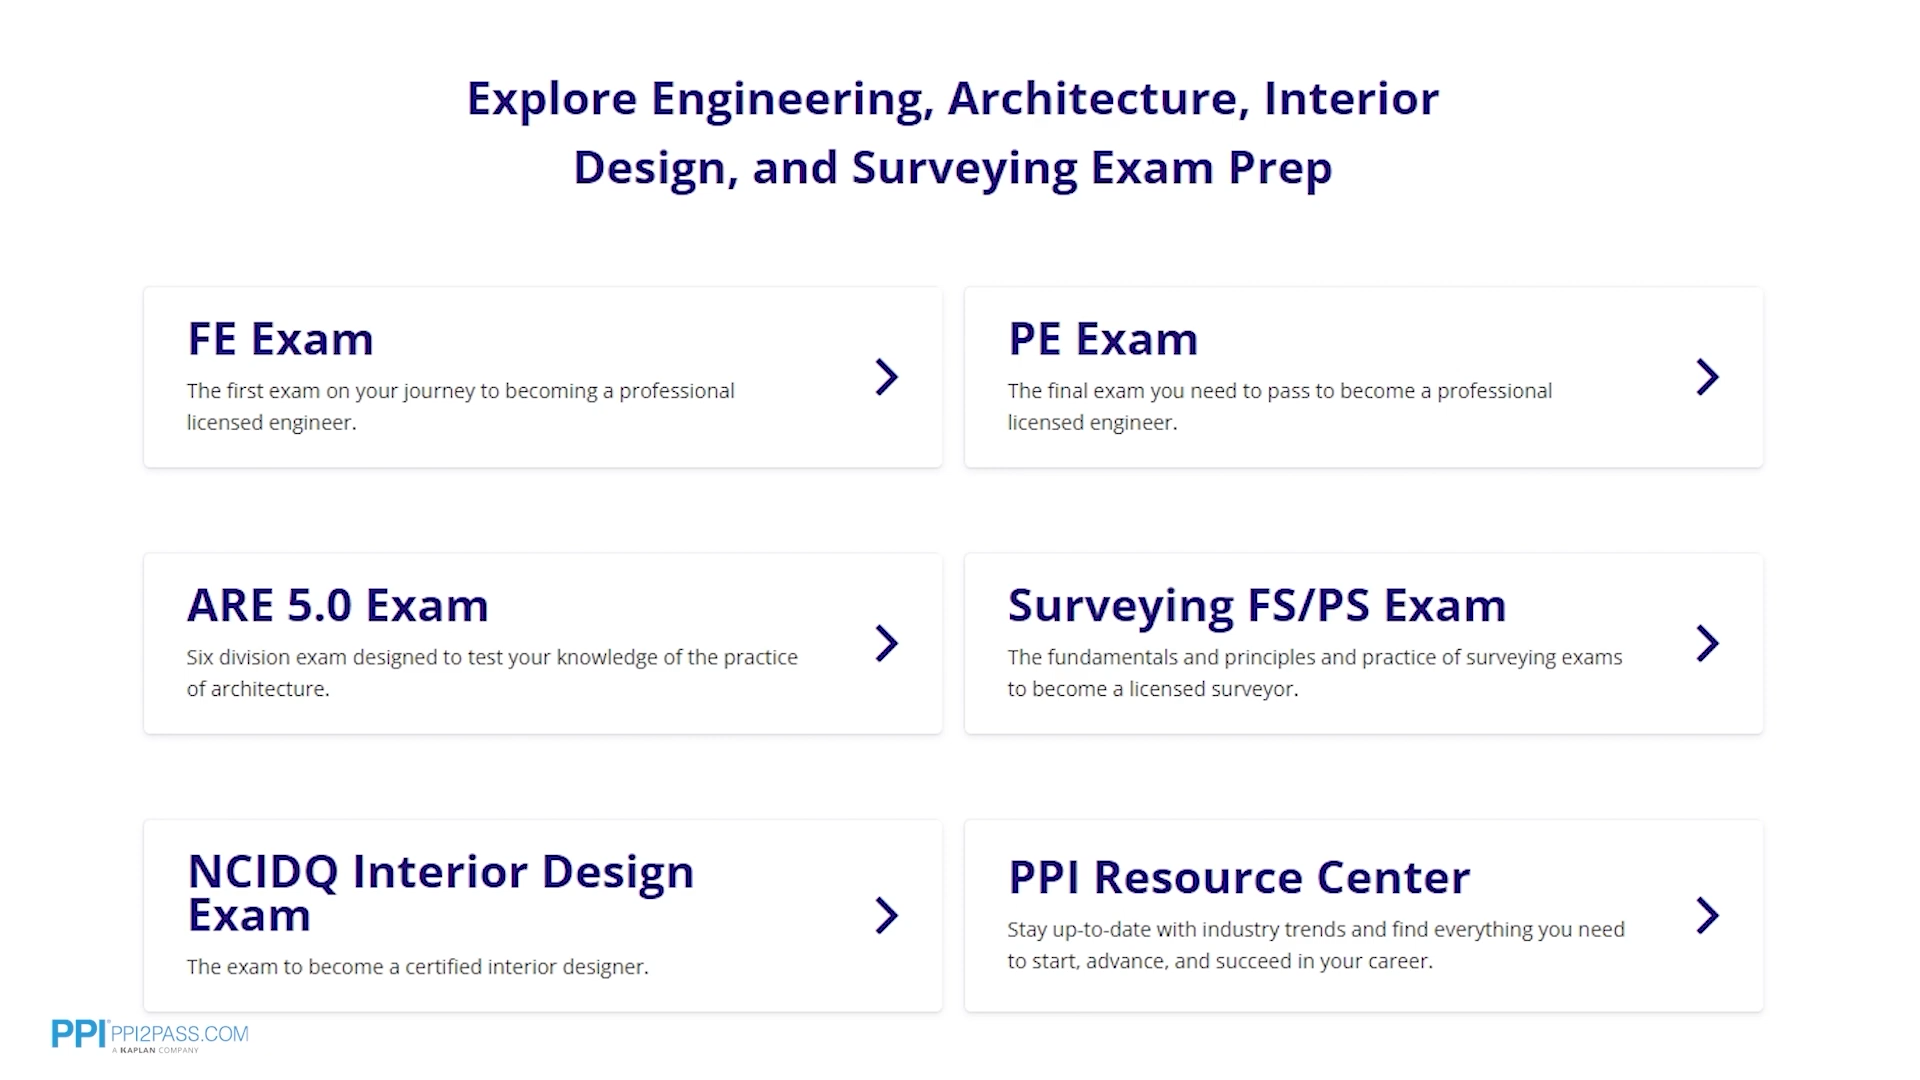 Explore Engineering, Architecture, Interior
Design, and Surveying Exam Prep
FE Exam
The first exam on your journey to becoming a professional
licensed engineer.
PE Exam
The final exam you need to pass to become a professional
licensed engineer.
ARE 5.0 Exam
Six division exam designed to test your knowledge of the practice
of architecture.
Surveying FS/PS Exam
The fundamentals and principles and practice of surveying exams
to become a licensed surveyor.
NCIDQ Interior Design
Exam
The exam to become a certified interior designer.
PPI Resource Center
Stay up-to-date with industry trends and find everything you need
to start, advance, and succeed in your career.
PPI® PPI2PASS.COM
A KAPLAN COMPANY